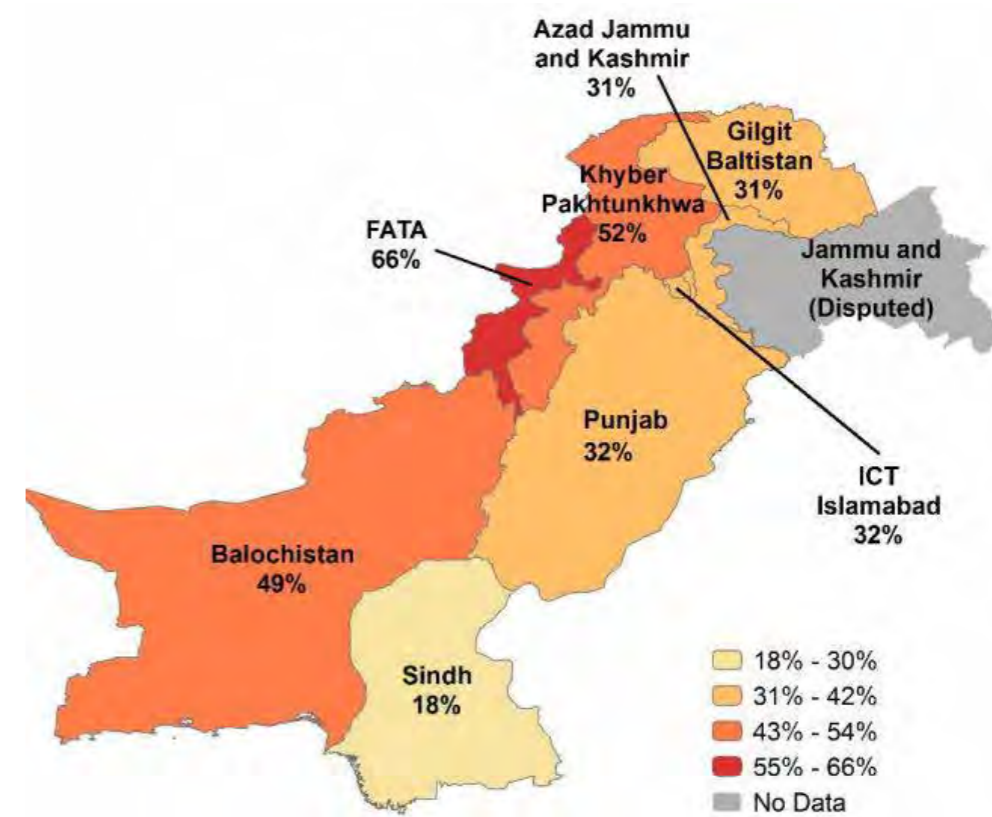 Azad Jammu
and Kashmir
31%
Gilgit
Baltistan
31%
Khyber
Pakhtunkhwa
52%
FATA
66%
Jammu and
Kashmir
(Disputed)
Punjab
32%
ICT
Islamabad
32%
Balochistan
49%
Sindh
18%
18% - 30%
31% - 42%
43% - 54%
55% - 66%
No Data